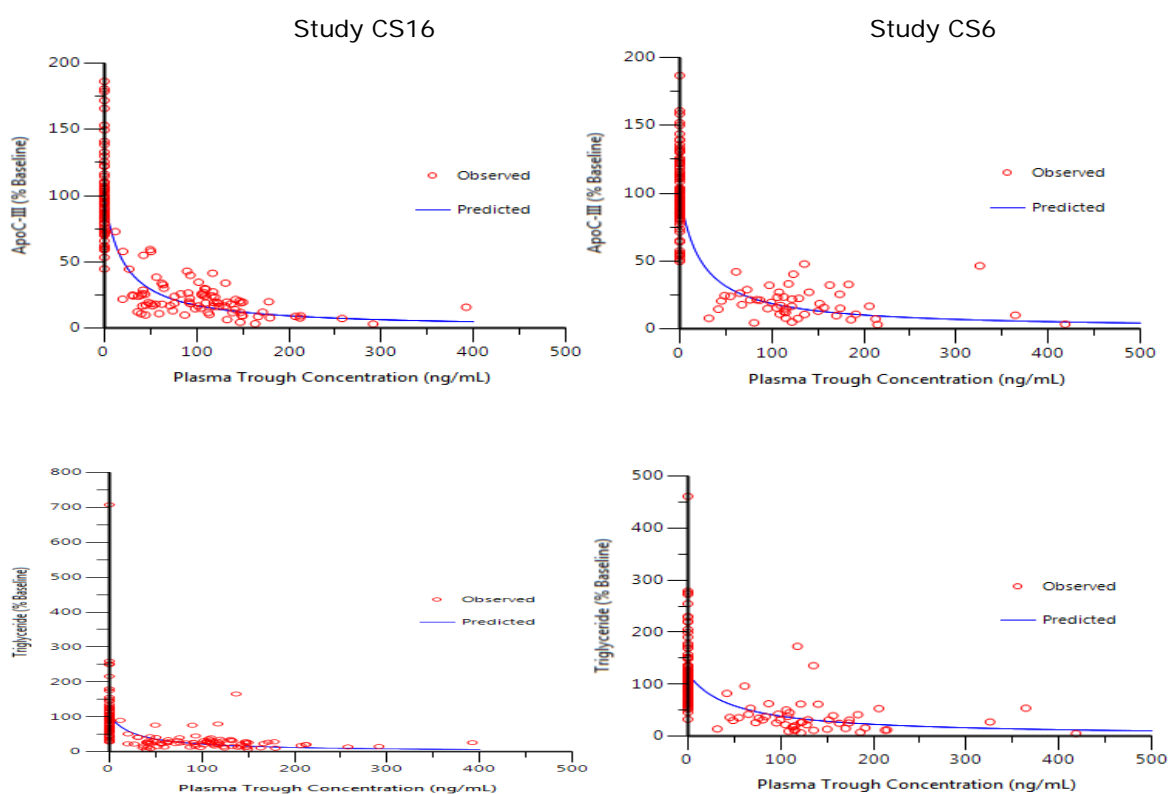 Study CS16
200
150
100
50
0
ApoC-III (% Baseline)
Observed
Predicted
0 100 200 300 400 500
Plasma Trough Concentration (ng/mL)
Study CS6
200
150
100
50
0
ApoC-III (% Baseline)
Observed
Predicted
0 100 200 300 400 500
Plasma Trough Concentration (ng/mL)
800
700
600
500
400
300
200
100
0
Triglyceride (% Baseline)
Observed
Predicted
0 100 200 300 400 500
Plasma Trough Concentration (ng/mL)
500
400
300
200
100
0
Triglyceride (% Baseline)
Observed
Predicted
0 100 200 300 400 500
Plasma Trough Concentration (ng/mL)